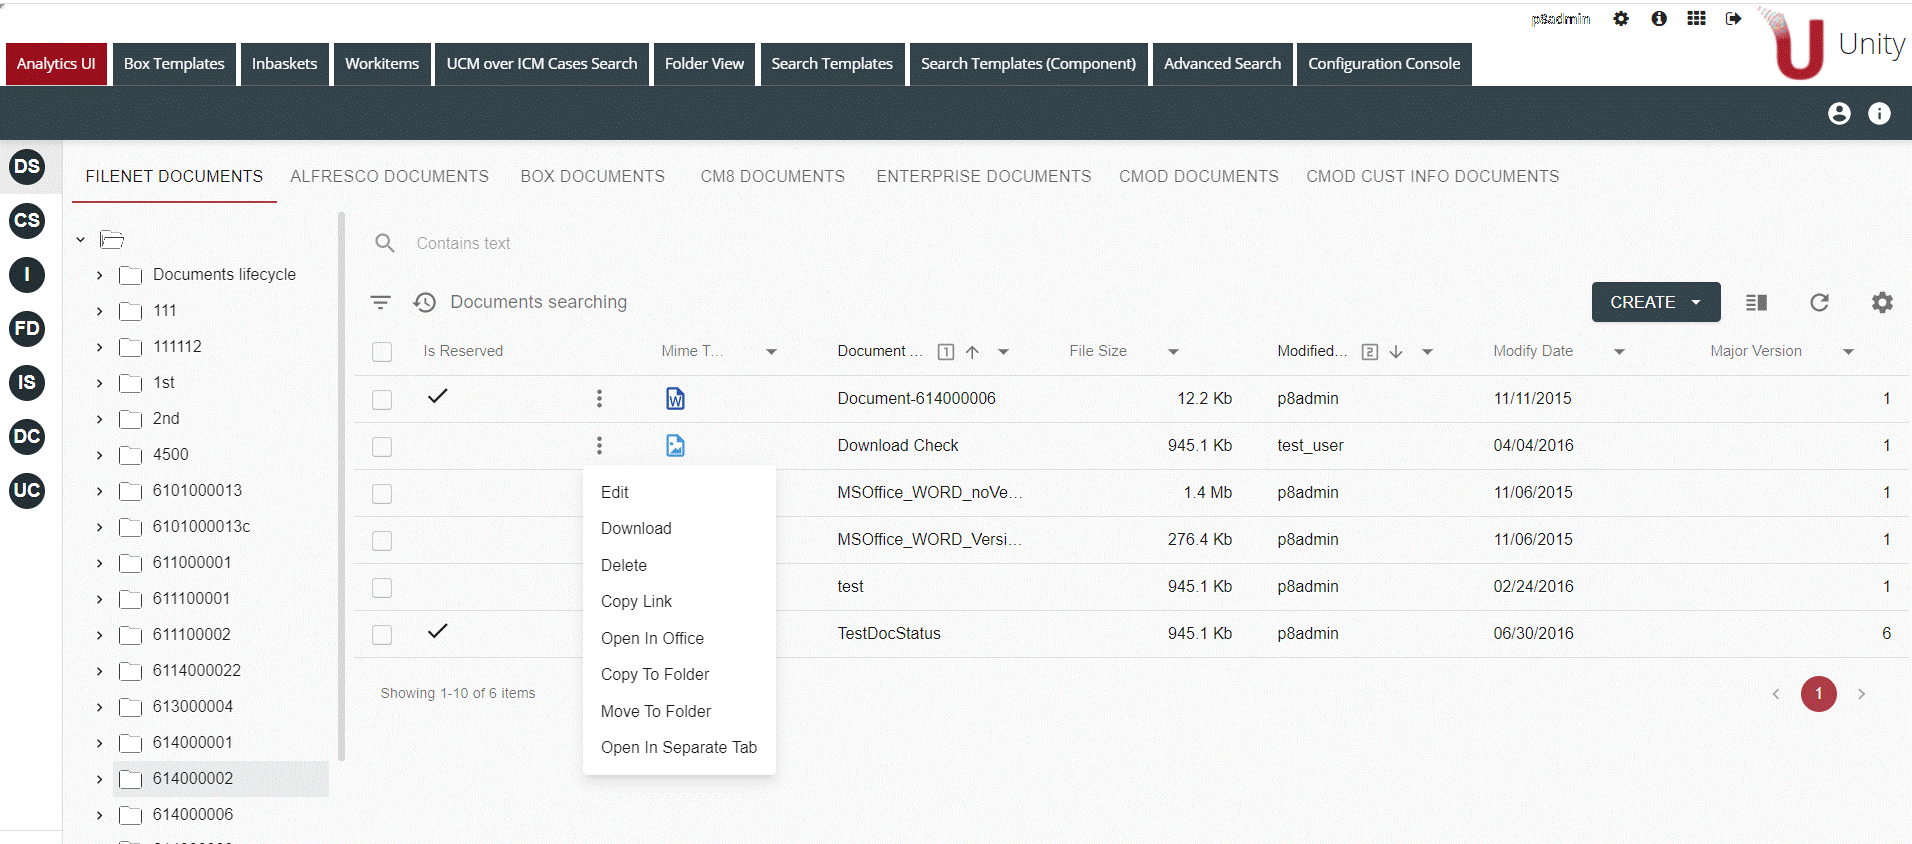 p8admin
Unity
Analytics UI
Box Templates
Inbaskets
Workitems
UCM over ICM Cases Search
Folder View
Search Templates
Search Templates (Component)
Advanced Search
Configuration Console
DS
CS
I
FD
IS
DC
UC
FILENET DOCUMENTS
ALFRESCO DOCUMENTS
BOX DOCUMENTS
CM8 DOCUMENTS
ENTERPRISE DOCUMENTS
CMOD DOCUMENTS
CMOD CUST INFO DOCUMENTS
Documents lifecycle
111
111112
1st
2nd
4500
6101000013
6101000013c
611000001
611100001
611100002
6114000022
613000004
614000001
614000002
614000006
Contains text
Documents searching
CREATE
Is Reserved Mime T... Document ... 1 File Size Modified... 2 Modify Date Major Version
Document-614000006 12.2 Kb p8admin 11/11/2015 1
Download Check 945.1 Kb test_user 04/04/2016 1
MSOffice_WORD_noVe... 1.4 Mb p8admin 11/06/2015 1
MSOffice_WORD_Versi... 276.4 Kb p8admin 11/06/2015 1
test 945.1 Kb p8admin 02/24/2016 1
TestDocStatus 945.1 Kb p8admin 06/30/2016 6
Edit
Download
Delete
Copy Link
Open In Office
Copy To Folder
Move To Folder
Open In Separate Tab
Showing 1-10 of 6 items
1